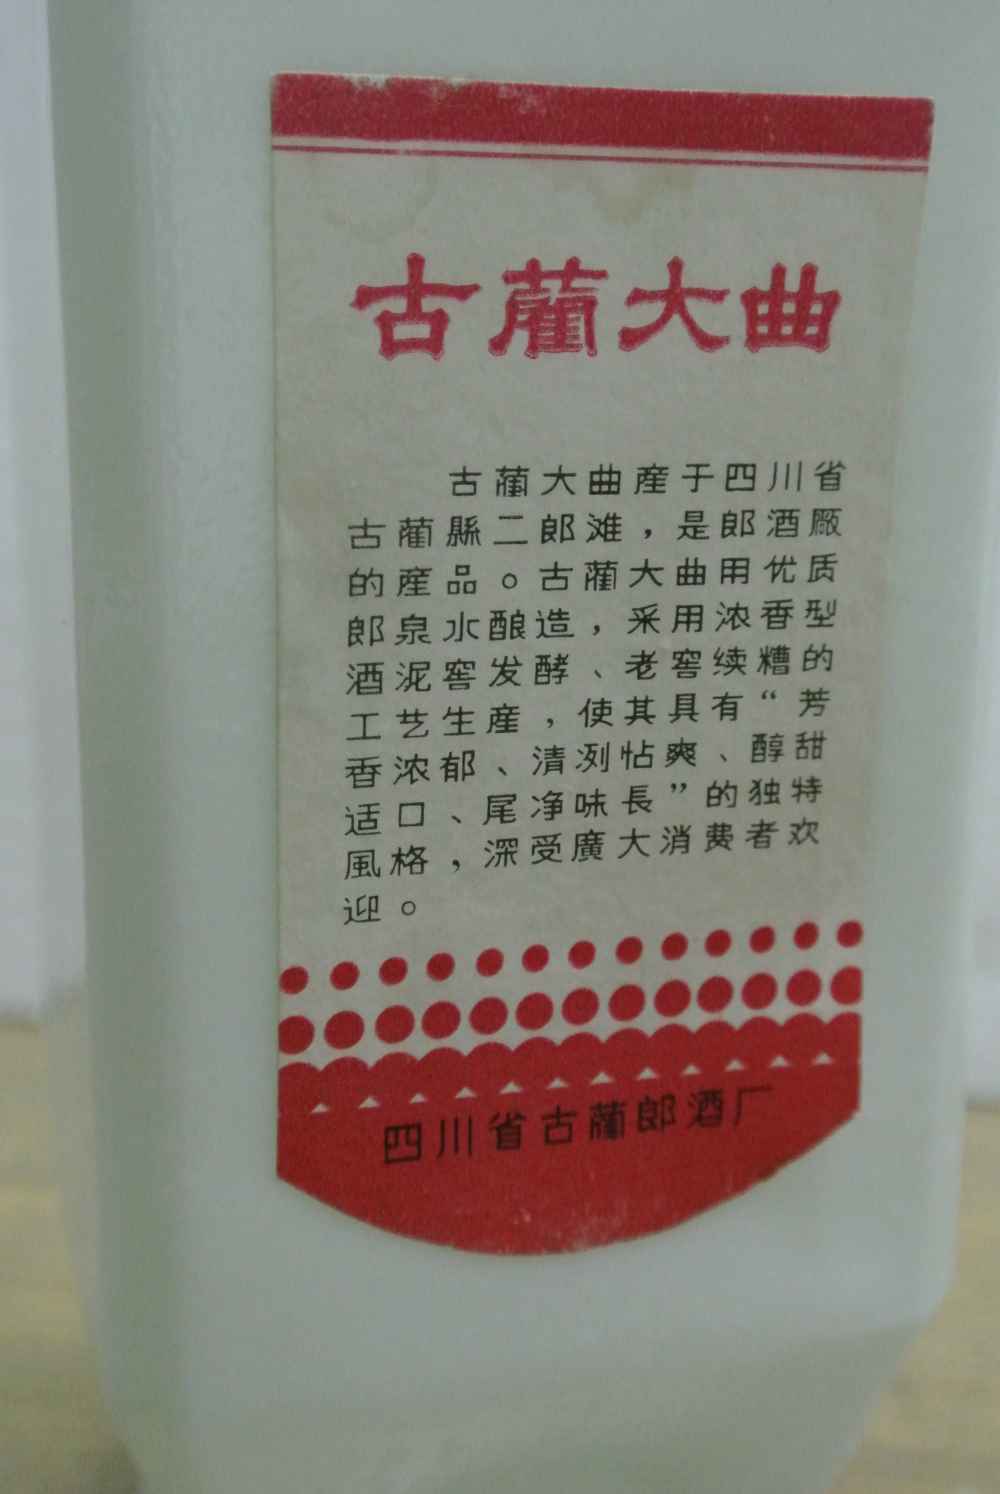 古藺大曲
古藺大曲産于四川省
古藺縣二郎滩，是郎酒厰
的産品。古藺大曲用优质
郎泉水酿造，采用浓香型
酒泥窖发酵、老窖续糟的
工艺生産，使其具有“芳
香浓郁、清洌怗爽、醇甜
适口、尾净味長”的独特
風格，深受廣大消费者欢
迎。
四川省古藺郎酒厂